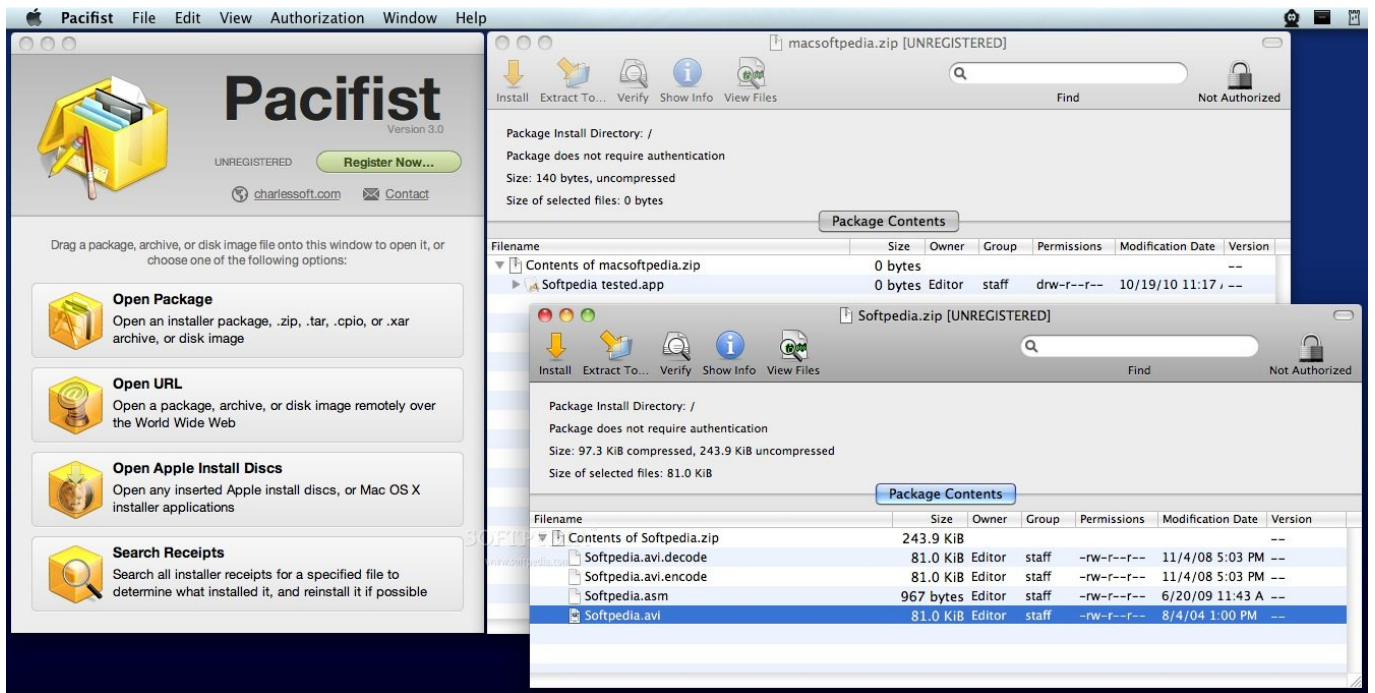 Pacifist File Edit View Authorization Window Help
Pacifist
Version 3.0
UNREGISTERED Register Now...
charlessoft.com Contact
Drag a package, archive, or disk image file onto this window to open it, or
choose one of the following options:
Open Package
Open an installer package, .zip, .tar, .cpio, or .xar
archive, or disk image
Open URL
Open a package, archive, or disk image remotely over
the World Wide Web
Open Apple Install Discs
Open any inserted Apple install discs, or Mac OS X
installer applications
Search Receipts
Search all installer receipts for a specified file to
determine what installed it, and reinstall it if possible
macsoftpedia.zip [UNREGISTERED]
Install Extract To... Verify Show Info View Files Find Not Authorized
Package Install Directory: /
Package does not require authentication
Size: 140 bytes, uncompressed
Size of selected files: 0 bytes
Package Contents
Filename Size Owner Group Permissions Modification Date Version
Contents of macsoftpedia.zip 0 bytes --
Softpedia tested.app 0 bytes Editor staff drw-r--r-- 10/19/10 11:17 --
Softpedia.zip [UNREGISTERED]
Install Extract To... Verify Show Info View Files Find Not Authorized
Package Install Directory: /
Package does not require authentication
Size: 97.3 KiB compressed, 243.9 KiB uncompressed
Size of selected files: 81.0 KiB
Package Contents
Filename Size Owner Group Permissions Modification Date Version
Contents of Softpedia.zip 243.9 KiB --
Softpedia.avi.decode 81.0 KiB Editor staff -rw-r--r-- 11/4/08 5:03 PM --
Softpedia.avi.encode 81.0 KiB Editor staff -rw-r--r-- 11/4/08 5:03 PM --
Softpedia.asm 967 bytes Editor staff -rw-r--r-- 6/20/09 11:43 A --
Softpedia.avi 81.0 KiB Editor staff -rw-r--r-- 8/4/04 1:00 PM --